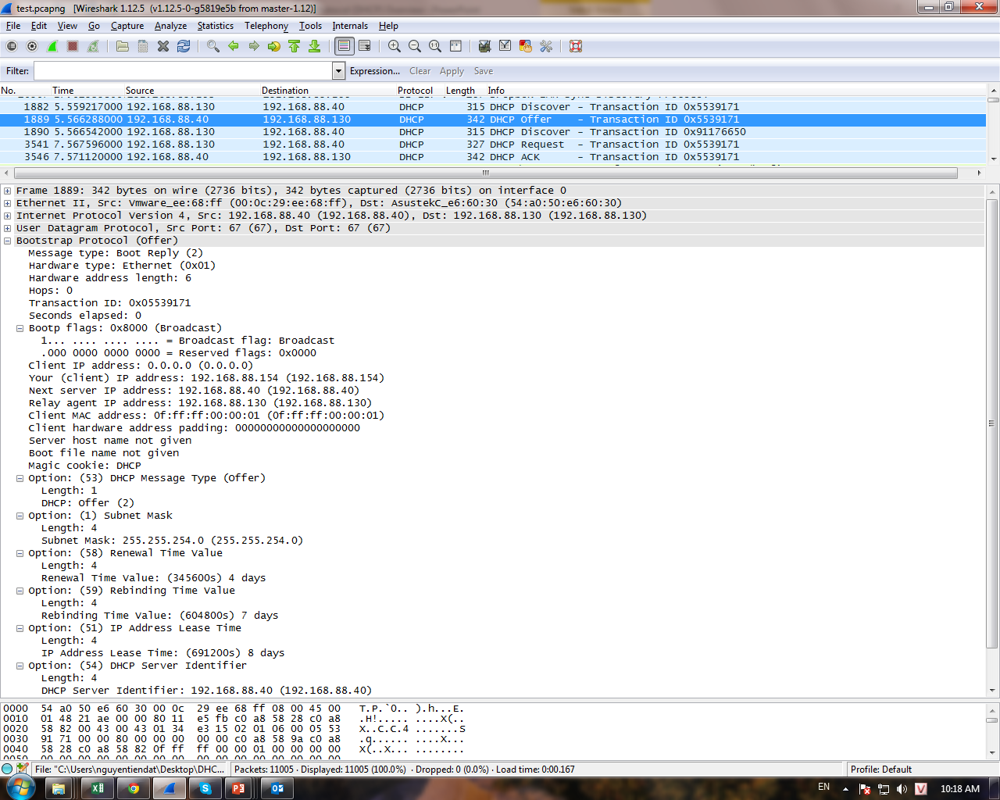 test.pcapng [Wireshark 1.12.5 (v1.12.5-0-g5819e5b from master-1.12)]
File Edit View Go Capture Analyze Statistics Telephony Tools Internals Help
Filter: Expression... Clear Apply Save
No. Time Source Destination Protocol Length Info
1882 5.559217000 192.168.88.130 192.168.88.40 DHCP 315 DHCP Discover - Transaction ID 0x5539171
1889 5.566288000 192.168.88.40 192.168.88.130 DHCP 342 DHCP Offer - Transaction ID 0x5539171
1890 5.566542000 192.168.88.130 192.168.88.40 DHCP 315 DHCP Discover - Transaction ID 0x91176650
3541 7.567596000 192.168.88.130 192.168.88.40 DHCP 327 DHCP Request - Transaction ID 0x5539171
3546 7.571120000 192.168.88.40 192.168.88.130 DHCP 342 DHCP ACK - Transaction ID 0x5539171
Frame 1889: 342 bytes on wire (2736 bits), 342 bytes captured (2736 bits) on interface 0
Ethernet II, Src: Vmware_ee:68:ff (00:0c:29:ee:68:ff), Dst: AsustekC_e6:60:30 (54:a0:50:e6:60:30)
Internet Protocol Version 4, Src: 192.168.88.40 (192.168.88.40), Dst: 192.168.88.130 (192.168.88.130)
User Datagram Protocol, Src Port: 67 (67), Dst Port: 67 (67)
Bootstrap Protocol (Offer)
Message type: Boot Reply (2)
Hardware type: Ethernet (0x01)
Hardware address length: 6
Hops: 0
Transaction ID: 0x05539171
Seconds elapsed: 0
Bootp flags: 0x8000 (Broadcast)
1... .... .... .... = Broadcast flag: Broadcast
.000 0000 0000 0000 = Reserved flags: 0x0000
Client IP address: 0.0.0.0 (0.0.0.0)
Your (client) IP address: 192.168.88.154 (192.168.88.154)
Next server IP address: 192.168.88.40 (192.168.88.40)
Relay agent IP address: 192.168.88.130 (192.168.88.130)
Client MAC address: 0f:ff:ff:00:00:01 (0f:ff:ff:00:00:01)
Client hardware address padding: 00000000000000000000
Server host name not given
Boot file name not given
Magic cookie: DHCP
Option: (53) DHCP Message Type (Offer)
Length: 1
DHCP: Offer (2)
Option: (1) Subnet Mask
Length: 4
Subnet Mask: 255.255.254.0 (255.255.254.0)
Option: (58) Renewal Time Value
Length: 4
Renewal Time Value: (345600s) 4 days
Option: (59) Rebinding Time Value
Length: 4
Rebinding Time Value: (604800s) 7 days
Option: (51) IP Address Lease Time
Length: 4
IP Address Lease Time: (691200s) 8 days
Option: (54) DHCP Server Identifier
Length: 4
DHCP Server Identifier: 192.168.88.40 (192.168.88.40)
0000 54 a0 50 e6 60 30 00 0c 29 ee 68 ff 08 00 45 00 T.P.`0.. ).h...E.
0010 01 48 21 ae 00 00 80 11 e5 fb c0 a8 58 28 c0 a8 .H!..... ....X(..
0020 58 82 00 43 00 43 01 34 e3 15 02 01 06 00 05 53 X..C.C.4 .......S
0030 91 71 00 00 80 00 00 00 00 00 c0 a8 58 9a c0 a8 .q...... ....X...
0040 58 28 c0 a8 58 82 0f ff ff 00 00 01 00 00 00 00 X(..X... ........
File: "C:\Users\nguyentiendat\Desktop\DHC... Packets: 11005 · Displayed: 11005 (100.0%) · Dropped: 0 (0.0%) · Load time: 0:00.167 Profile: Default
EN 10:18 AM